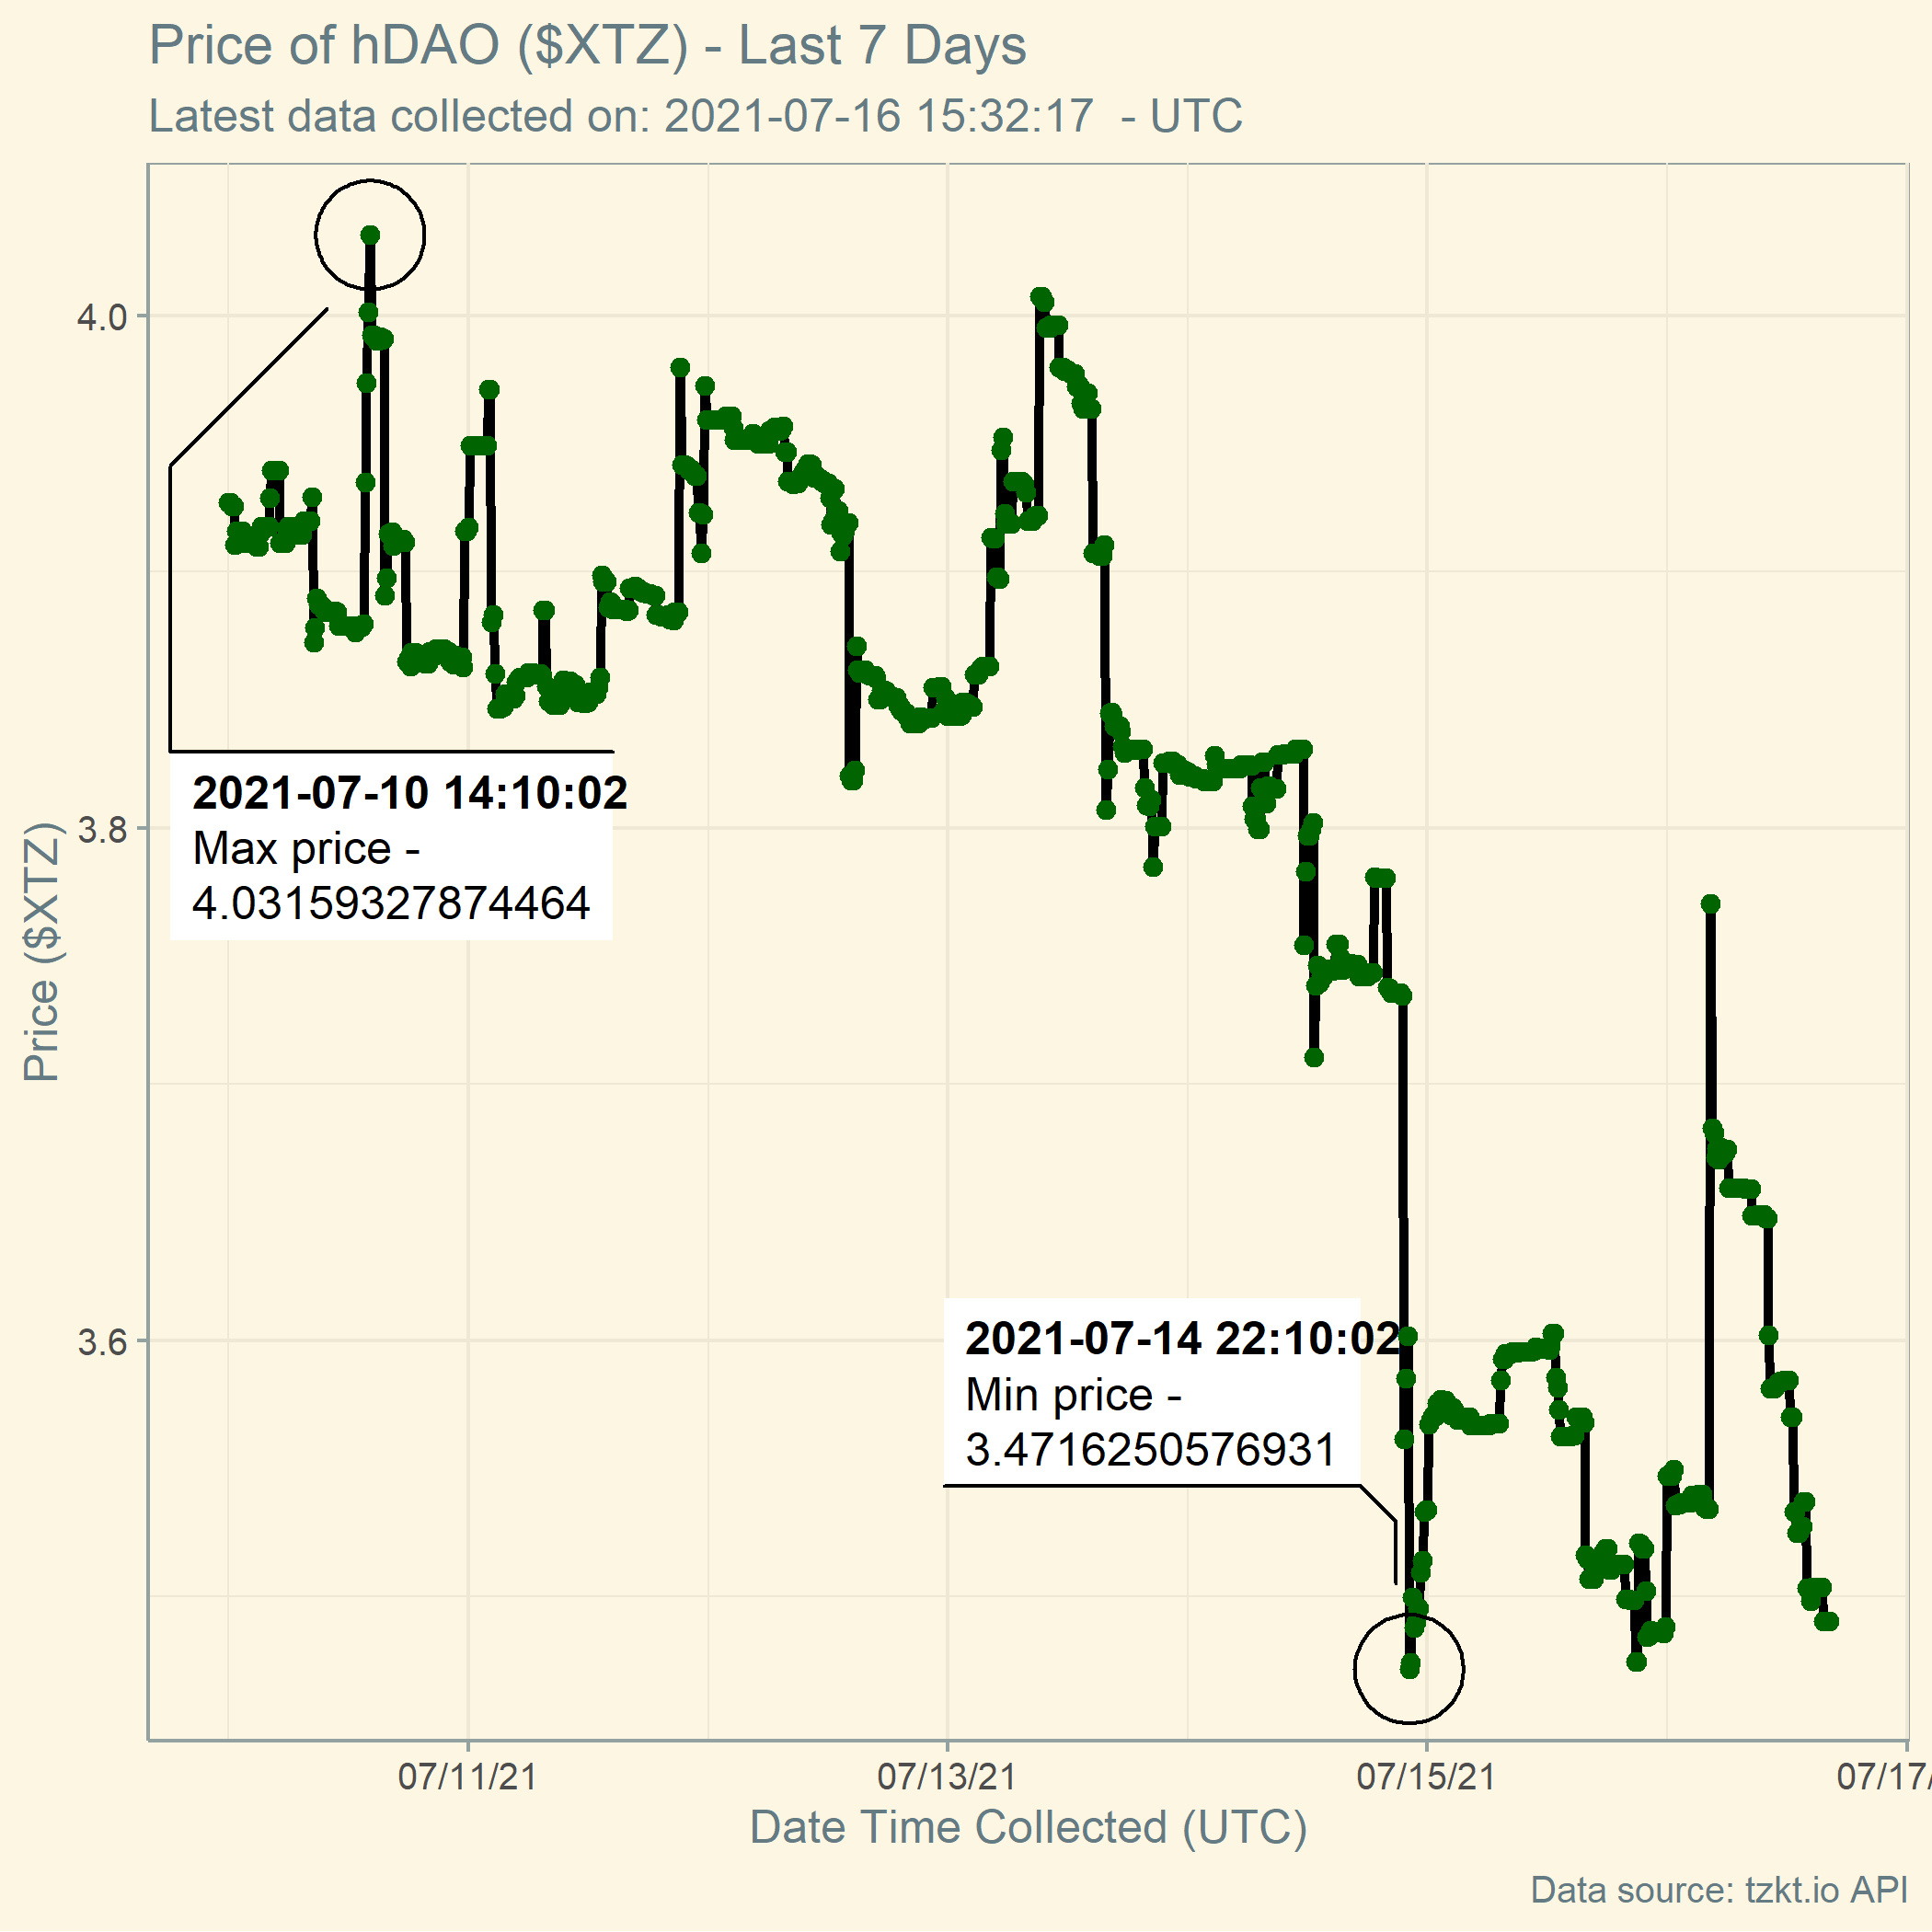 Price of hDAO ($XTZ) - Last 7 Days
Latest data collected on: 2021-07-16 15:32:17  - UTC
4.0
3.8
3.6
Price ($XTZ)
2021-07-10 14:10:02
Max price -
4.03159327874464
2021-07-14 22:10:02
Min price -
3.4716250576931
07/11/21
07/13/21
07/15/21
07/17/
Date Time Collected (UTC)
Data source: tzkt.io API